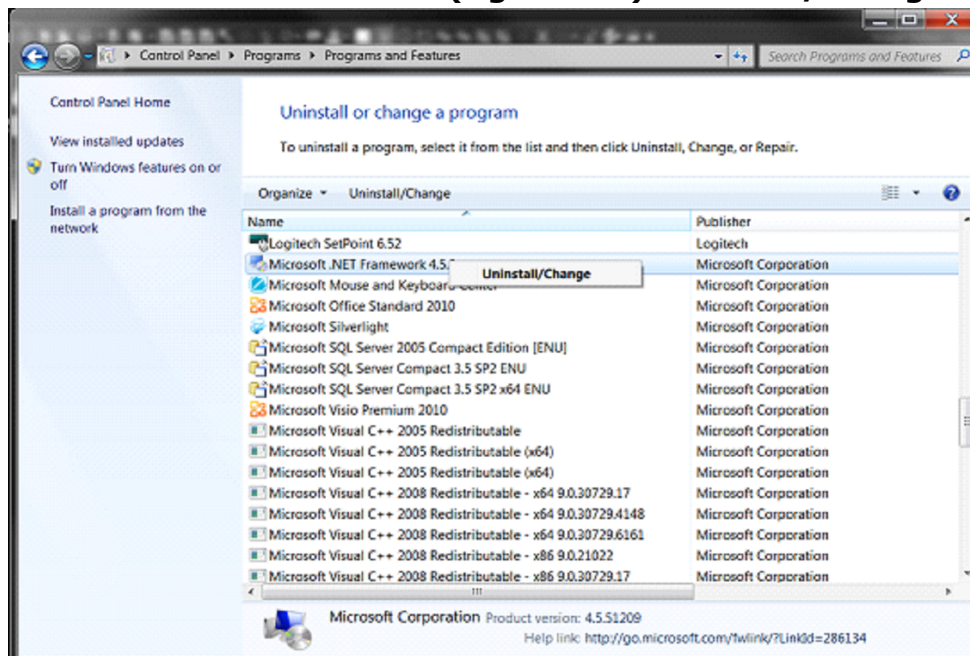 Control Panel Programs Programs and Features Search Programs and Features
Control Panel Home
View installed updates
Turn Windows features on or
off
Install a program from the
network
Uninstall or change a program
To uninstall a program, select it from the list and then click Uninstall, Change, or Repair.
Organize Uninstall/Change
Name Publisher
Logitech SetPoint 6.52 Logitech
Microsoft .NET Framework 4.5. Microsoft Corporation
Uninstall/Change
Microsoft Mouse and Keyboard Center Microsoft Corporation
Microsoft Office Standard 2010 Microsoft Corporation
Microsoft Silverlight Microsoft Corporation
Microsoft SQL Server 2005 Compact Edition [ENU] Microsoft Corporation
Microsoft SQL Server Compact 3.5 SP2 ENU Microsoft Corporation
Microsoft SQL Server Compact 3.5 SP2 x64 ENU Microsoft Corporation
Microsoft Visio Premium 2010 Microsoft Corporation
Microsoft Visual C++ 2005 Redistributable Microsoft Corporation
Microsoft Visual C++ 2005 Redistributable (x64) Microsoft Corporation
Microsoft Visual C++ 2005 Redistributable (x64) Microsoft Corporation
Microsoft Visual C++ 2008 Redistributable - x64 9.0.30729.17 Microsoft Corporation
Microsoft Visual C++ 2008 Redistributable - x64 9.0.30729.4148 Microsoft Corporation
Microsoft Visual C++ 2008 Redistributable - x64 9.0.30729.6161 Microsoft Corporation
Microsoft Visual C++ 2008 Redistributable - x86 9.0.21022 Microsoft Corporation
Microsoft Visual C++ 2008 Redistributable - x86 9.0.30729.17 Microsoft Corporation
Microsoft Corporation Product version: 4.5.51209
Help link: http://go.microsoft.com/fwlink/?LinkId=286134